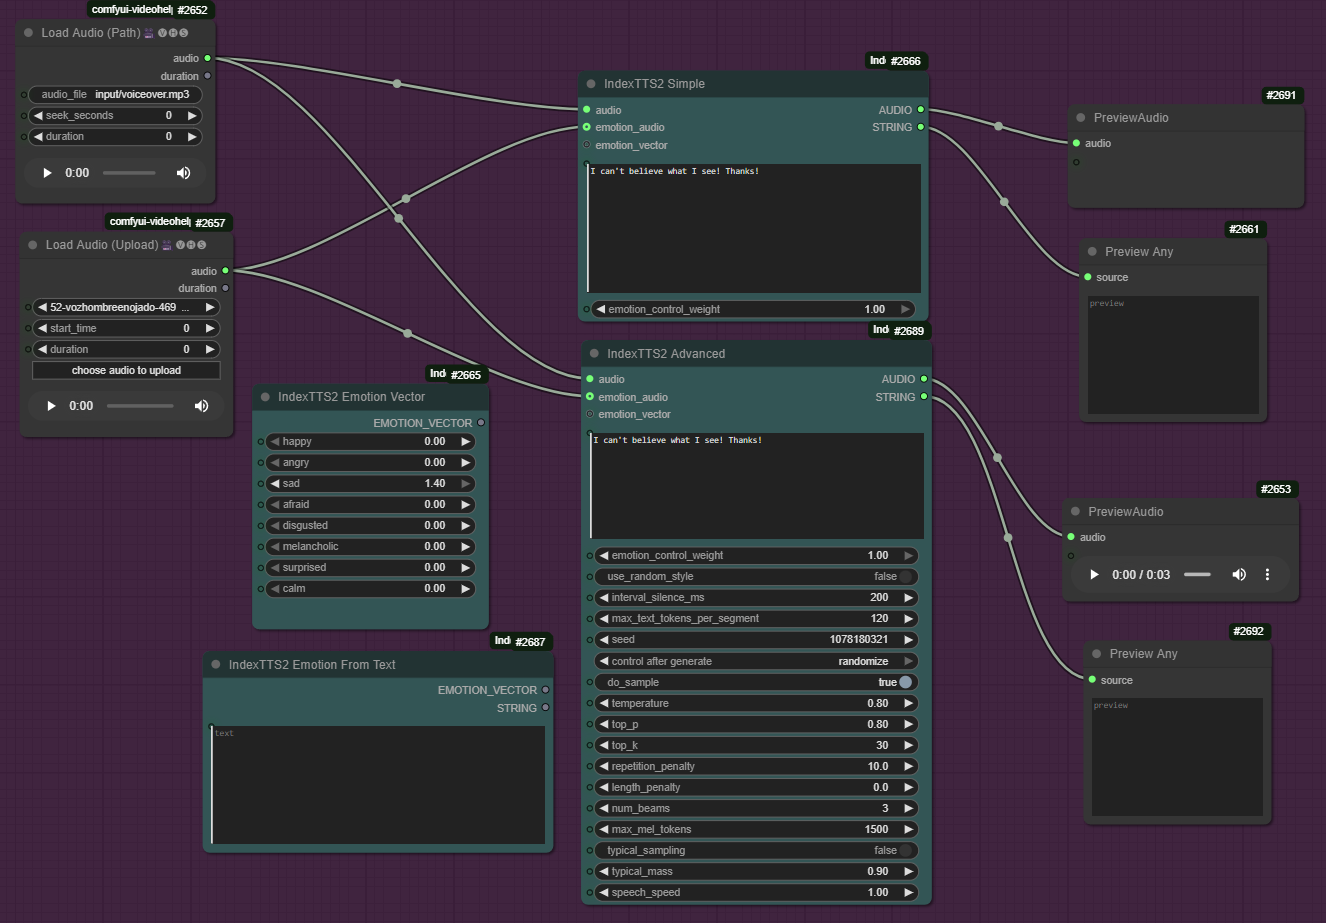 comfyui-videohel #2652
Load Audio (Path) VHS
audio
duration
audio_file input/voiceover.mp3
seek_seconds 0
duration 0
0:00
comfyui-videohel #2657
Load Audio (Upload) VHS
audio
duration
52-vozhombreenojado-469 ...
start_time 0
duration 0
choose audio to upload
0:00
Ind #2665
IndexTTS2 Emotion Vector
EMOTION_VECTOR
happy 0.00
angry 0.00
sad 1.40
afraid 0.00
disgusted 0.00
melancholic 0.00
surprised 0.00
calm 0.00
Ind #2687
IndexTTS2 Emotion From Text
EMOTION_VECTOR
STRING
text
Ind #2666
IndexTTS2 Simple
audio AUDIO
emotion_audio STRING
emotion_vector
I can't believe what I see! Thanks!
emotion_control_weight 1.00
Ind #2689
IndexTTS2 Advanced
audio AUDIO
emotion_audio STRING
emotion_vector
I can't believe what I see! Thanks!
emotion_control_weight 1.00
use_random_style false
interval_silence_ms 200
max_text_tokens_per_segment 120
seed 1078180321
control after generate randomize
do_sample true
temperature 0.80
top_p 0.80
top_k 30
repetition_penalty 10.0
length_penalty 0.0
num_beams 3
max_mel_tokens 1500
typical_sampling false
typical_mass 0.90
speech_speed 1.00
#2691
PreviewAudio
audio
#2661
Preview Any
source
preview
#2653
PreviewAudio
audio
0:00 / 0:03
#2692
Preview Any
source
preview